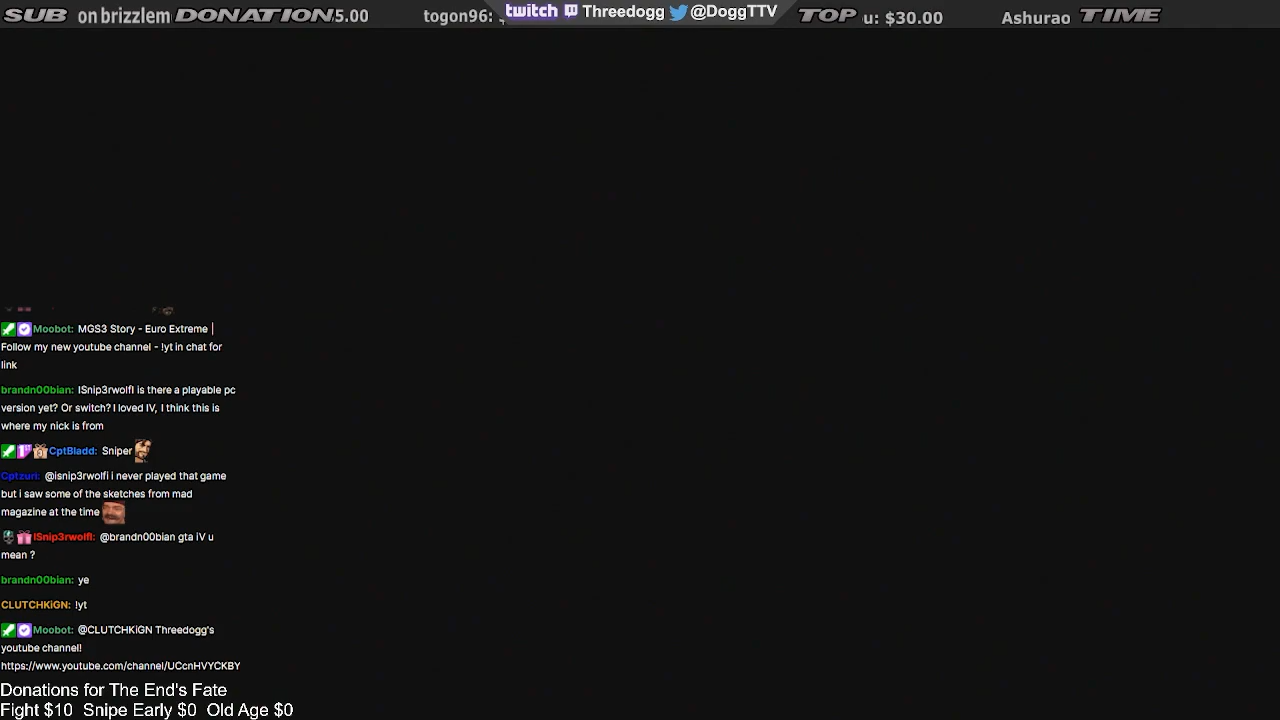 SUB on brizzlem DONATION 5.00 togon96: twitch Threedogg @DoggTTV TOP u: $30.00 Ashurao TIME
Moobot: MGS3 Story - Euro Extreme |
Follow my new youtube channel - !yt in chat for
link
brandn00bian: ISnip3rwolfI is there a playable pc
version yet? Or switch? I loved IV, I think this is
where my nick is from
CptBladd: Sniper
Cptzuri: @isnip3rwolfi i never played that game
but i saw some of the sketches from mad
magazine at the time
ISnip3rwolfI: @brandn00bian gta iV u
mean ?
brandn00bian: ye
CLUTCHKiGN: !yt
Moobot: @CLUTCHKiGN Threedogg's
youtube channel!
https://www.youtube.com/channel/UCcnHVYCKBY
Donations for The End's Fate
Fight $10 Snipe Early $0 Old Age $0